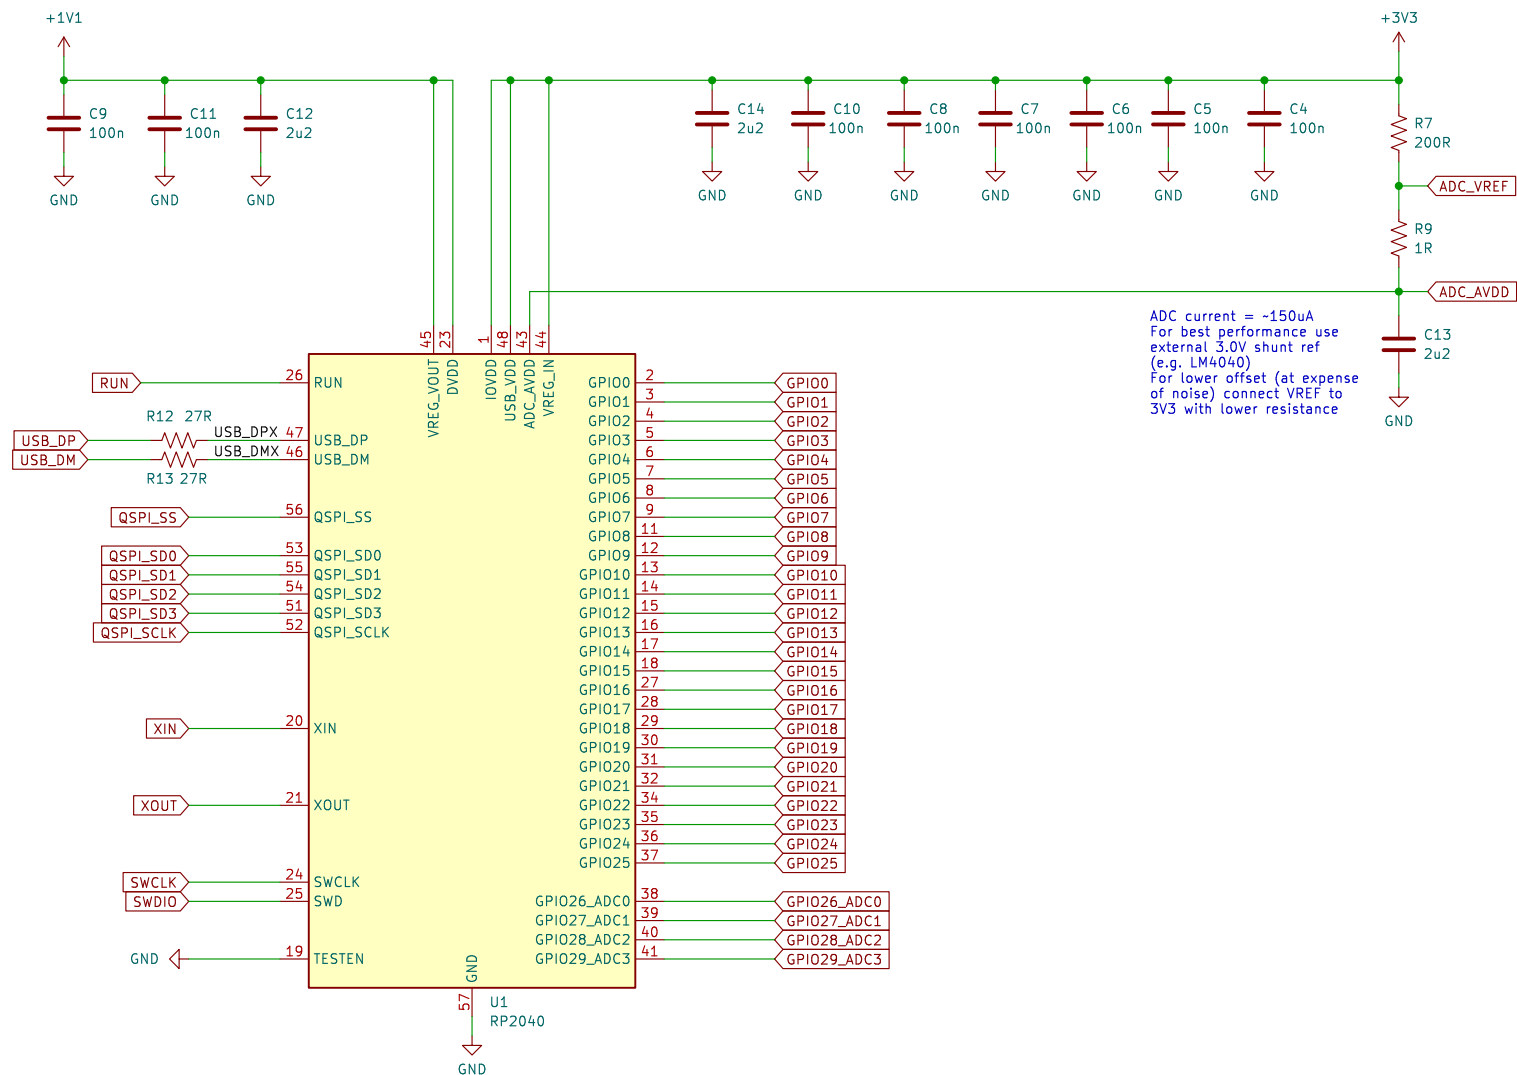 +1V1
+3V3
C9
100n
C11
100n
C12
2u2
C14
2u2
C10
100n
C8
100n
C7
100n
C6
100n
C5
100n
C4
100n
R7
200R
GND
GND
GND
GND
GND
GND
GND
GND
GND
GND
ADC_VREF
R9
1R
ADC_AVDD
ADC current = ~150uA
For best performance use
external 3.0V shunt ref
(e.g. LM4040)
For lower offset (at expense
of noise) connect VREF to
3V3 with lower resistance
C13
2u2
GND
45
23
1
48
43
44
VREG_VOUT
DVDD
IOVDD
USB_VDD
ADC_AVDD
VREG_IN
RUN
26
RUN
R12 27R
USB_DP
USB_DPX
47
USB_DP
USB_DM
USB_DMX
46
USB_DM
R13 27R
QSPI_SS
56
QSPI_SS
QSPI_SD0
53
QSPI_SD0
QSPI_SD1
55
QSPI_SD1
QSPI_SD2
54
QSPI_SD2
QSPI_SD3
51
QSPI_SD3
QSPI_SCLK
52
QSPI_SCLK
XIN
20
XIN
XOUT
21
XOUT
SWCLK
24
SWCLK
SWDIO
25
SWD
GND
19
TESTEN
GPIO0
2
GPIO0
GPIO1
3
GPIO1
GPIO2
4
GPIO2
GPIO3
5
GPIO3
GPIO4
6
GPIO4
GPIO5
7
GPIO5
GPIO6
8
GPIO6
GPIO7
9
GPIO7
GPIO8
11
GPIO8
GPIO9
12
GPIO9
GPIO10
13
GPIO10
GPIO11
14
GPIO11
GPIO12
15
GPIO12
GPIO13
16
GPIO13
GPIO14
17
GPIO14
GPIO15
18
GPIO15
GPIO16
27
GPIO16
GPIO17
28
GPIO17
GPIO18
29
GPIO18
GPIO19
30
GPIO19
GPIO20
31
GPIO20
GPIO21
32
GPIO21
GPIO22
34
GPIO22
GPIO23
35
GPIO23
GPIO24
36
GPIO24
GPIO25
37
GPIO25
GPIO26_ADC0
38
GPIO26_ADC0
GPIO27_ADC1
39
GPIO27_ADC1
GPIO28_ADC2
40
GPIO28_ADC2
GPIO29_ADC3
41
GPIO29_ADC3
GND
57
U1
RP2040
GND